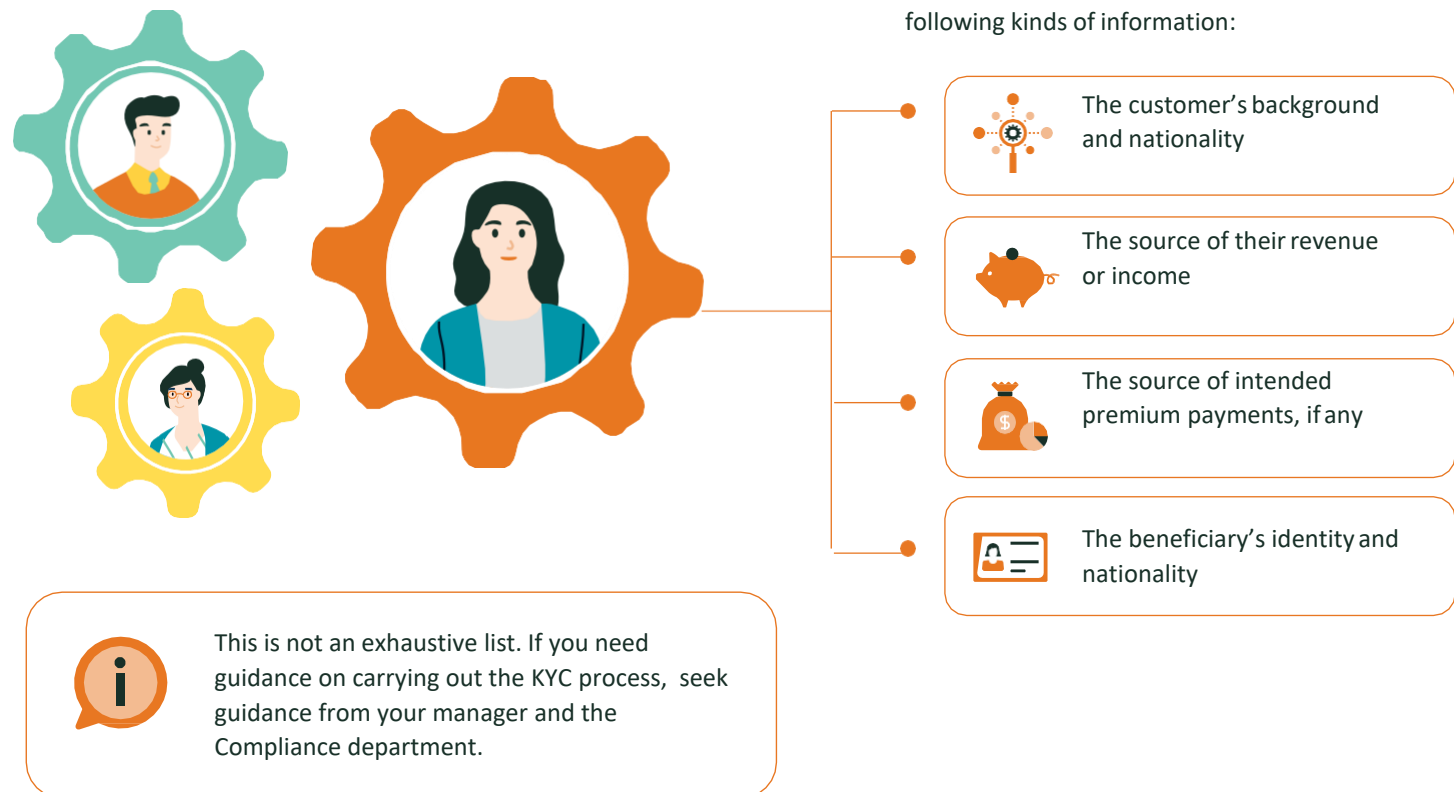 following kinds of information:
The customer’s background
and nationality
The source of their revenue
or income
The source of intended
premium payments, if any
The beneficiary’s identity and
nationality
This is not an exhaustive list. If you need
guidance on carrying out the KYC process, seek
guidance from your manager and the
Compliance department.